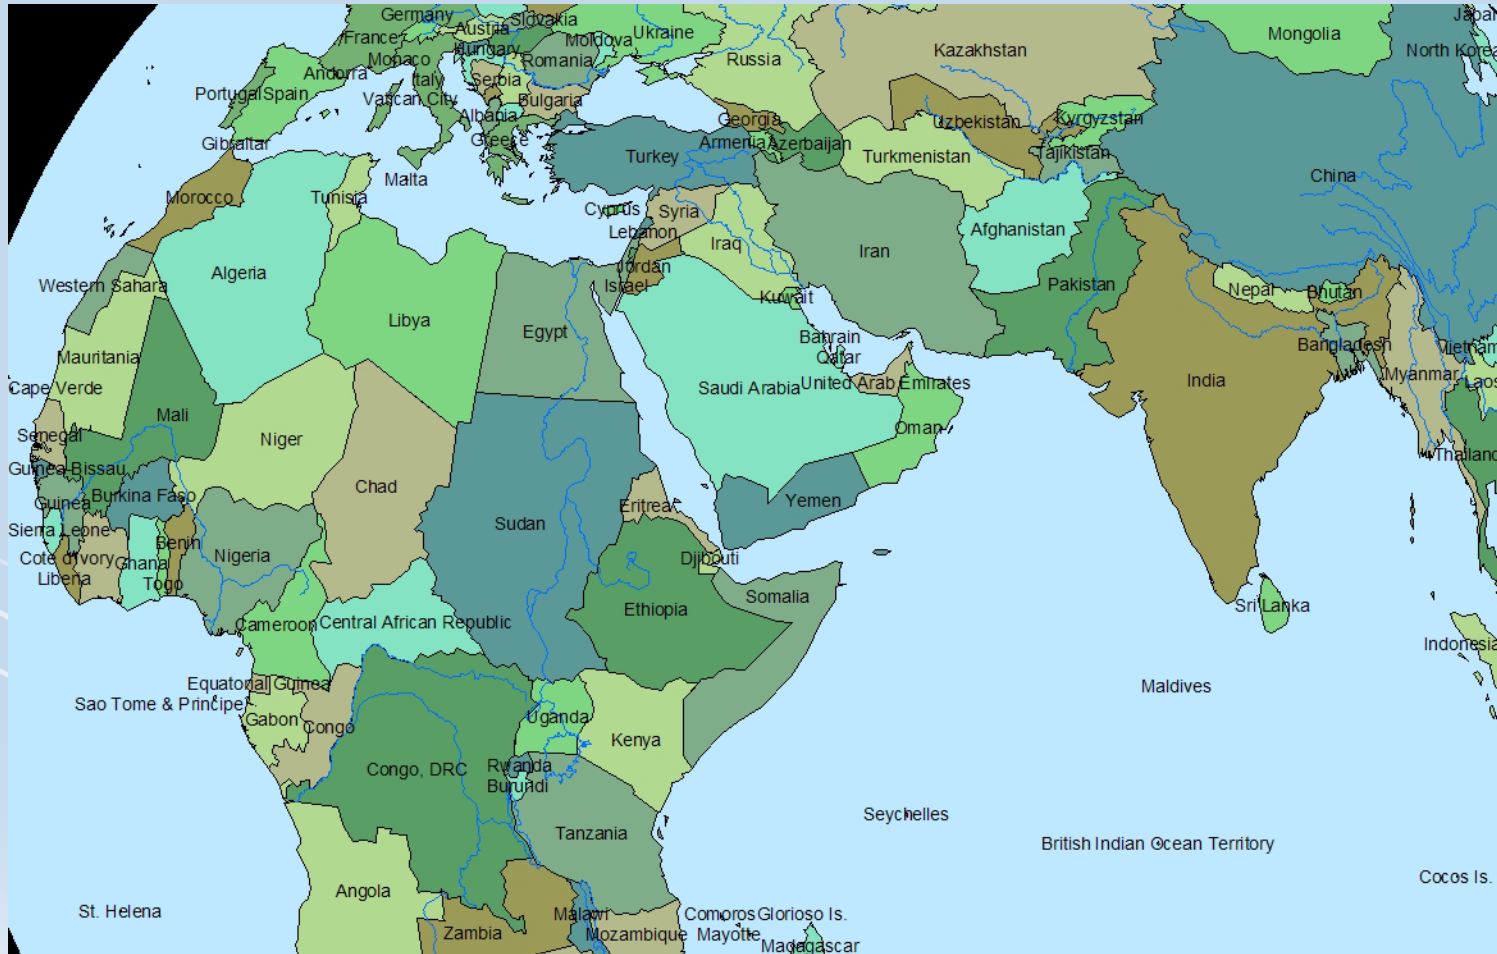 Germany
Slovakia
Austria
France
Ukraine
Moldova
Hungary
Monaco
Romania
Russia
Kazakhstan
Mongolia
North Korea
Andorra
Italy
Serbia
Portugal
Spain
Vatican City
Bulgaria
Albania
Georgia
Uzbekistan
Kyrgyzstan
Gibraltar
Greece
Armenia
Azerbaijan
Turkey
Turkmenistan
Tajikistan
Malta
China
Morocco
Tunisia
Cyprus
Syria
Lebanon
Iraq
Iran
Afghanistan
Algeria
Jordan
Israel
Western Sahara
Kuwait
Pakistan
Nepal
Bhutan
Libya
Egypt
Bahrain
Qatar
Bangladesh
Vietnam
Mauritania
Cape Verde
Saudi Arabia
United Arab Emirates
India
Myanmar
Laos
Mali
Oman
Senegal
Niger
Thailand
Guinea-Bissau
Chad
Burkina Faso
Guinea
Eritrea
Yemen
Sierra Leone
Sudan
Benin
Cote d'Ivory
Ghana
Nigeria
Djibouti
Liberia
Togo
Somalia
Ethiopia
Sri Lanka
Cameroon
Central African Republic
Indonesia
Equatorial Guinea
Maldives
Sao Tome & Principe
Gabon
Congo
Uganda
Kenya
Congo, DRC
Rwanda
Burundi
Seychelles
Tanzania
British Indian Ocean Territory
Cocos Is.
Angola
St. Helena
Malawi
Comoros
Glorioso Is.
Zambia
Mozambique
Mayotte
Madagascar